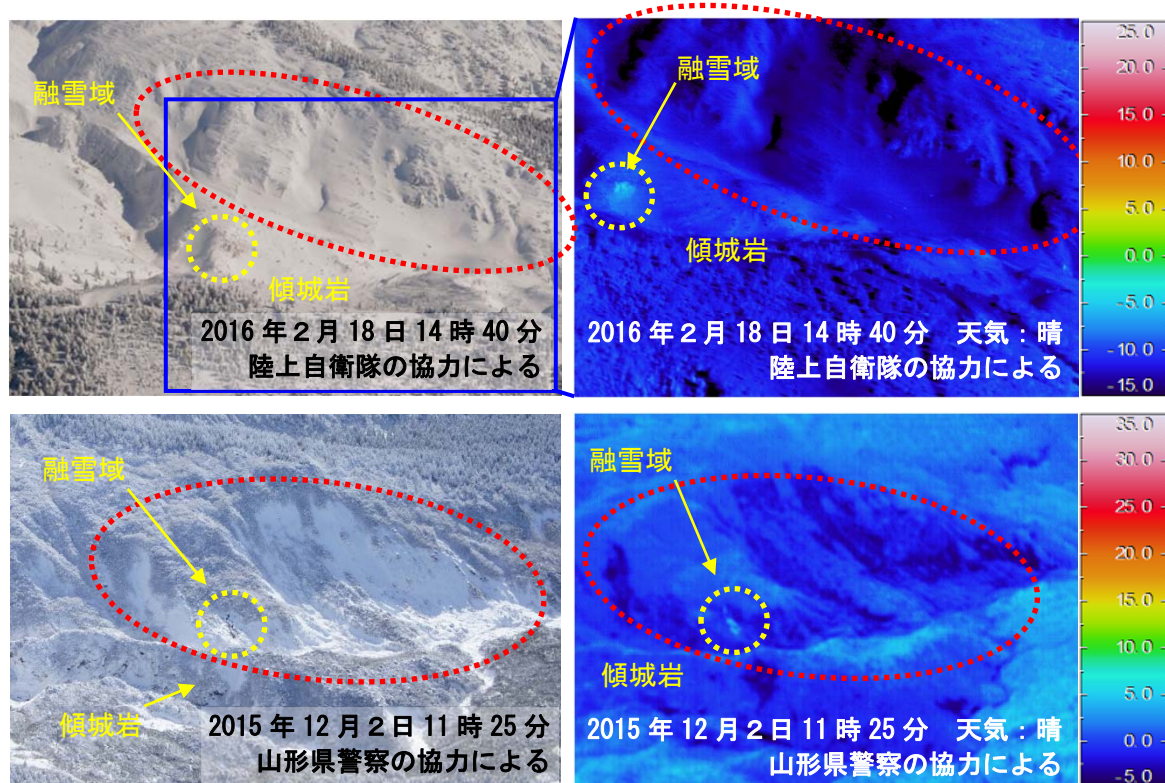 融雪域
傾城岩
2016年2月18日14時40分
陸上自衛隊の協力による
融雪域
傾城岩
2016年2月18日14時40分 天気：晴
陸上自衛隊の協力による
25.0
20.0
15.0
10.0
5.0
0.0
-5.0
-10.0
-15.0
融雪域
傾城岩
2015年12月2日11時25分
山形県警察の協力による
融雪域
傾城岩
2015年12月2日11時25分 天気：晴
山形県警察の協力による
35.0
30.0
25.0
20.0
15.0
10.0
5.0
0.0
-5.0